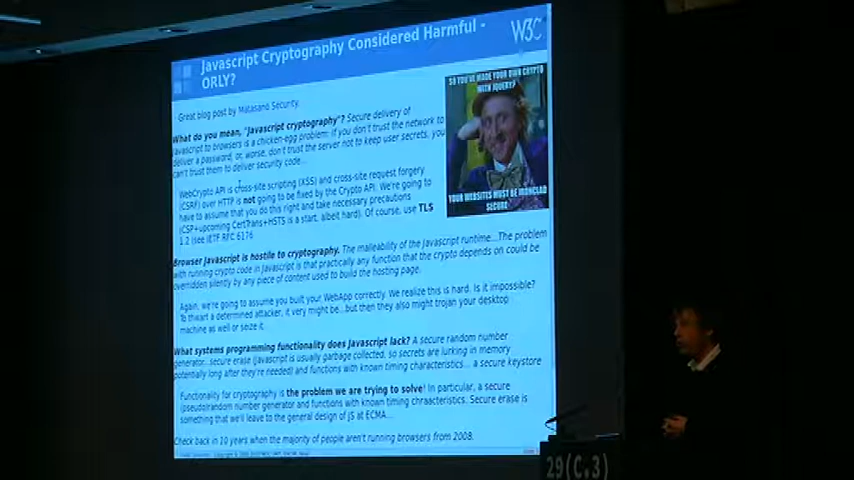 Javascript Cryptography Considered Harmful -
ORLY?
W3C
Great blog post by Matasano Security.
What do you mean, "Javascript cryptography"? Secure delivery of
Javascript to browsers is a chicken-egg problem: if you don't trust the network to
deliver a password, or, worse, don't trust the server not to keep user secrets, you
can't trust them to deliver security code...
WebCrypto API is cross-site scripting (XSS) and cross-site request forgery
(CSRF) over HTTP is not going to be fixed by the Crypto API. We're going to
have to assume that you do this right and take necessary precautions
(CSP+upcoming CertTrans+HSTS is a start, albeit hard). Of course, use TLS
1.2 (see IETF RFC 6176
Browser Javascript is hostile to cryptography. The malleability of the Javascript runtime...The problem
with running crypto code in Javascript is that practically any function that the crypto depends on could be
overridden silently by any piece of content used to build the hosting page.
Again, we're going to assume you built your WebApp correctly. We realize this is hard. Is it impossible?
To thwart a determined attacker, it very might be...but then they also might trojan your desktop
machine as well or seize it.
What systems programming functionality does Javascript lack? A secure random number
generator...secure erase (Javascript is usually garbage collected, so secrets are lurking in memory
potentially long after they're needed) and functions with known timing characteristics... a secure keystore
Functionality for cryptography is the problem we are trying to solve! In particular, a secure
(pseudo)random number generator and functions with known timing chraacteristics. Secure erase is
something that we'll leave to the general design of JS at ECMA...
Check back in 10 years when the majority of people aren't running browsers from 2008.
SO YOU'VE MADE YOUR OWN CRYPTO
WITH JQUERY?
YOUR WEBSITES MUST BE IRONCLAD
SECURE
29(C.3)